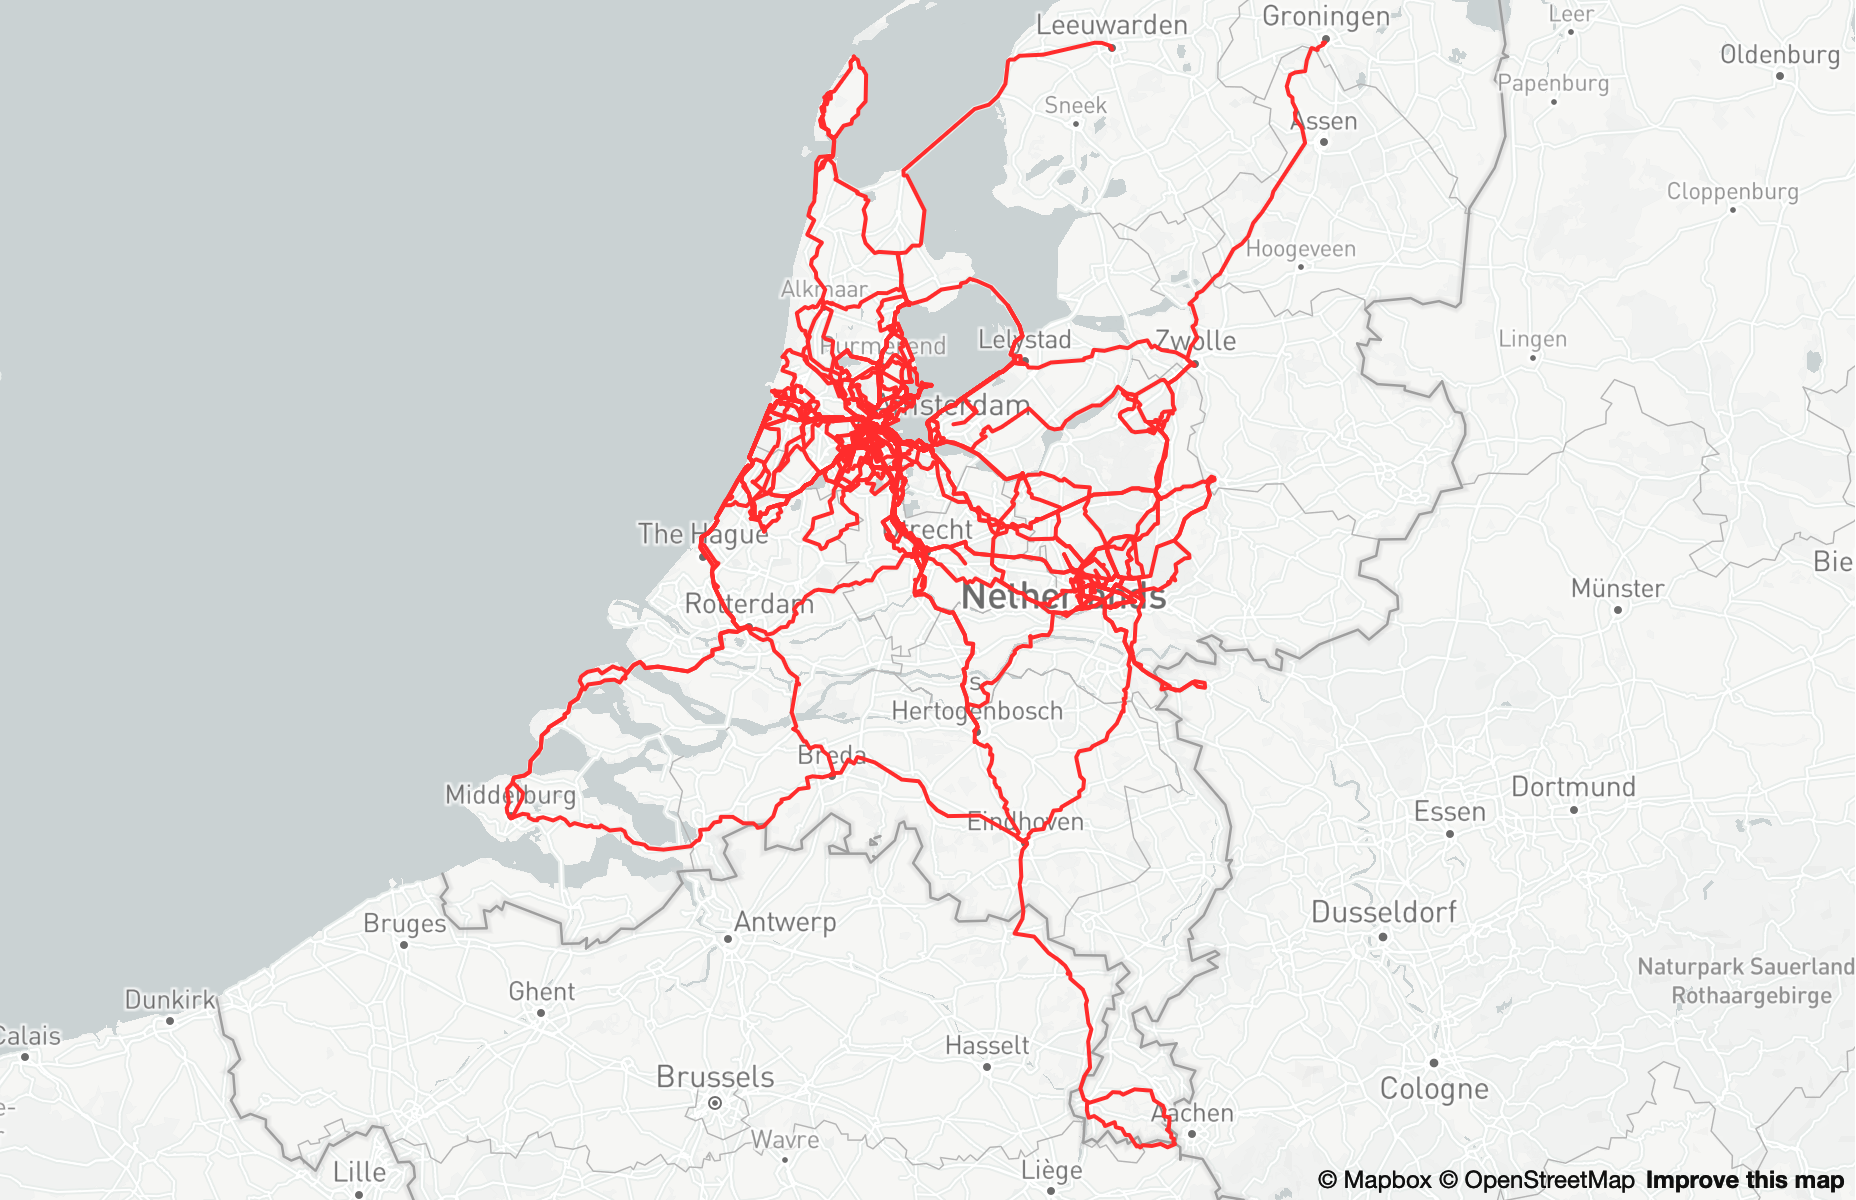 Leeuwarden
Groningen
Leer
Oldenburg
Papenburg
Sneek
Assen
Cloppenburg
Hoogeveen
Alkmaar
Purmerend
Lelystad
Zwolle
Lingen
Amsterdam
The Hague
Utrecht
Bie
Netherlands
Münster
Rotterdam
s
Hertogenbosch
Breda
Middelburg
Dortmund
Essen
Eindhoven
Dusseldorf
Bruges
Antwerp
Naturpark Sauerland
Rothaargebirge
Dunkirk
Ghent
Calais
Hasselt
Brussels
Cologne
e-
Aachen
Wavre
Lille
Liège
© Mapbox © OpenStreetMap Improve this map